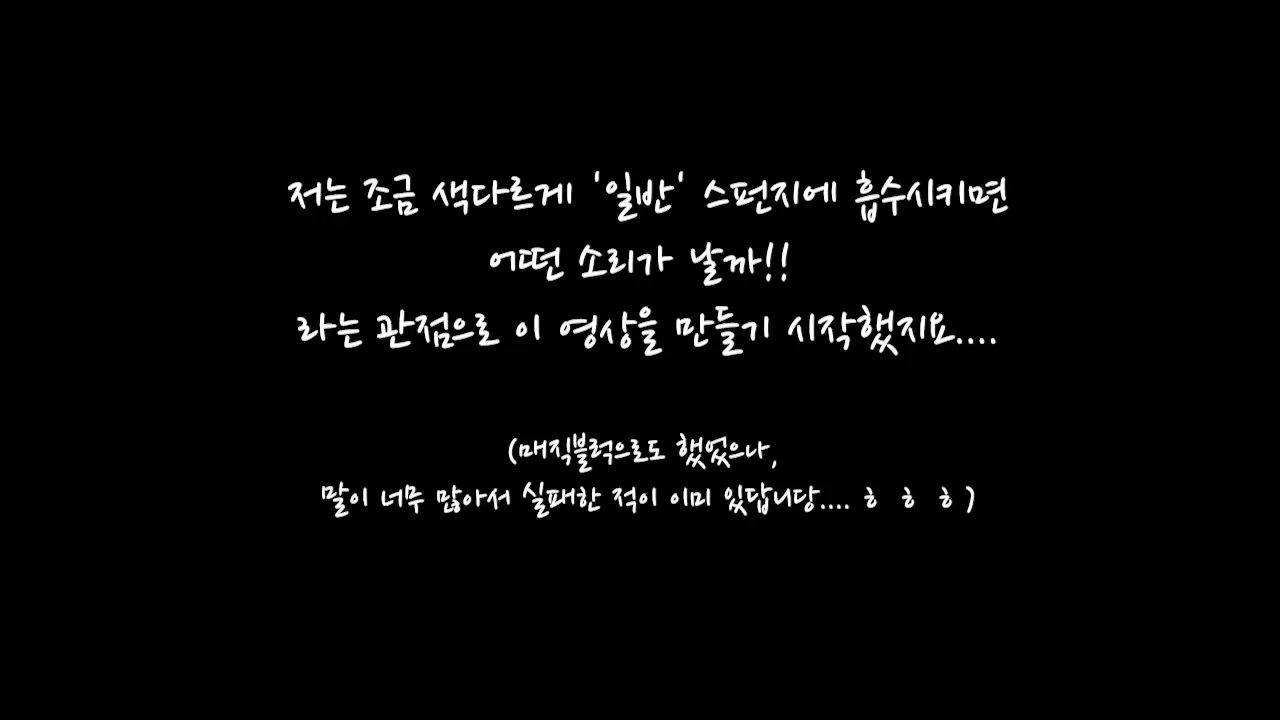 저는 조금 색다르게 '일반' 스펀지에 흡수시키면
어떤 소리가 날까!!
라는 관점으로 이 영상을 만들기 시작했지요....
(매직블럭으로도 했었으나,
말이 너무 많아서 실패한 적이 이미 있답니당.... ㅎ ㅎ ㅎ)